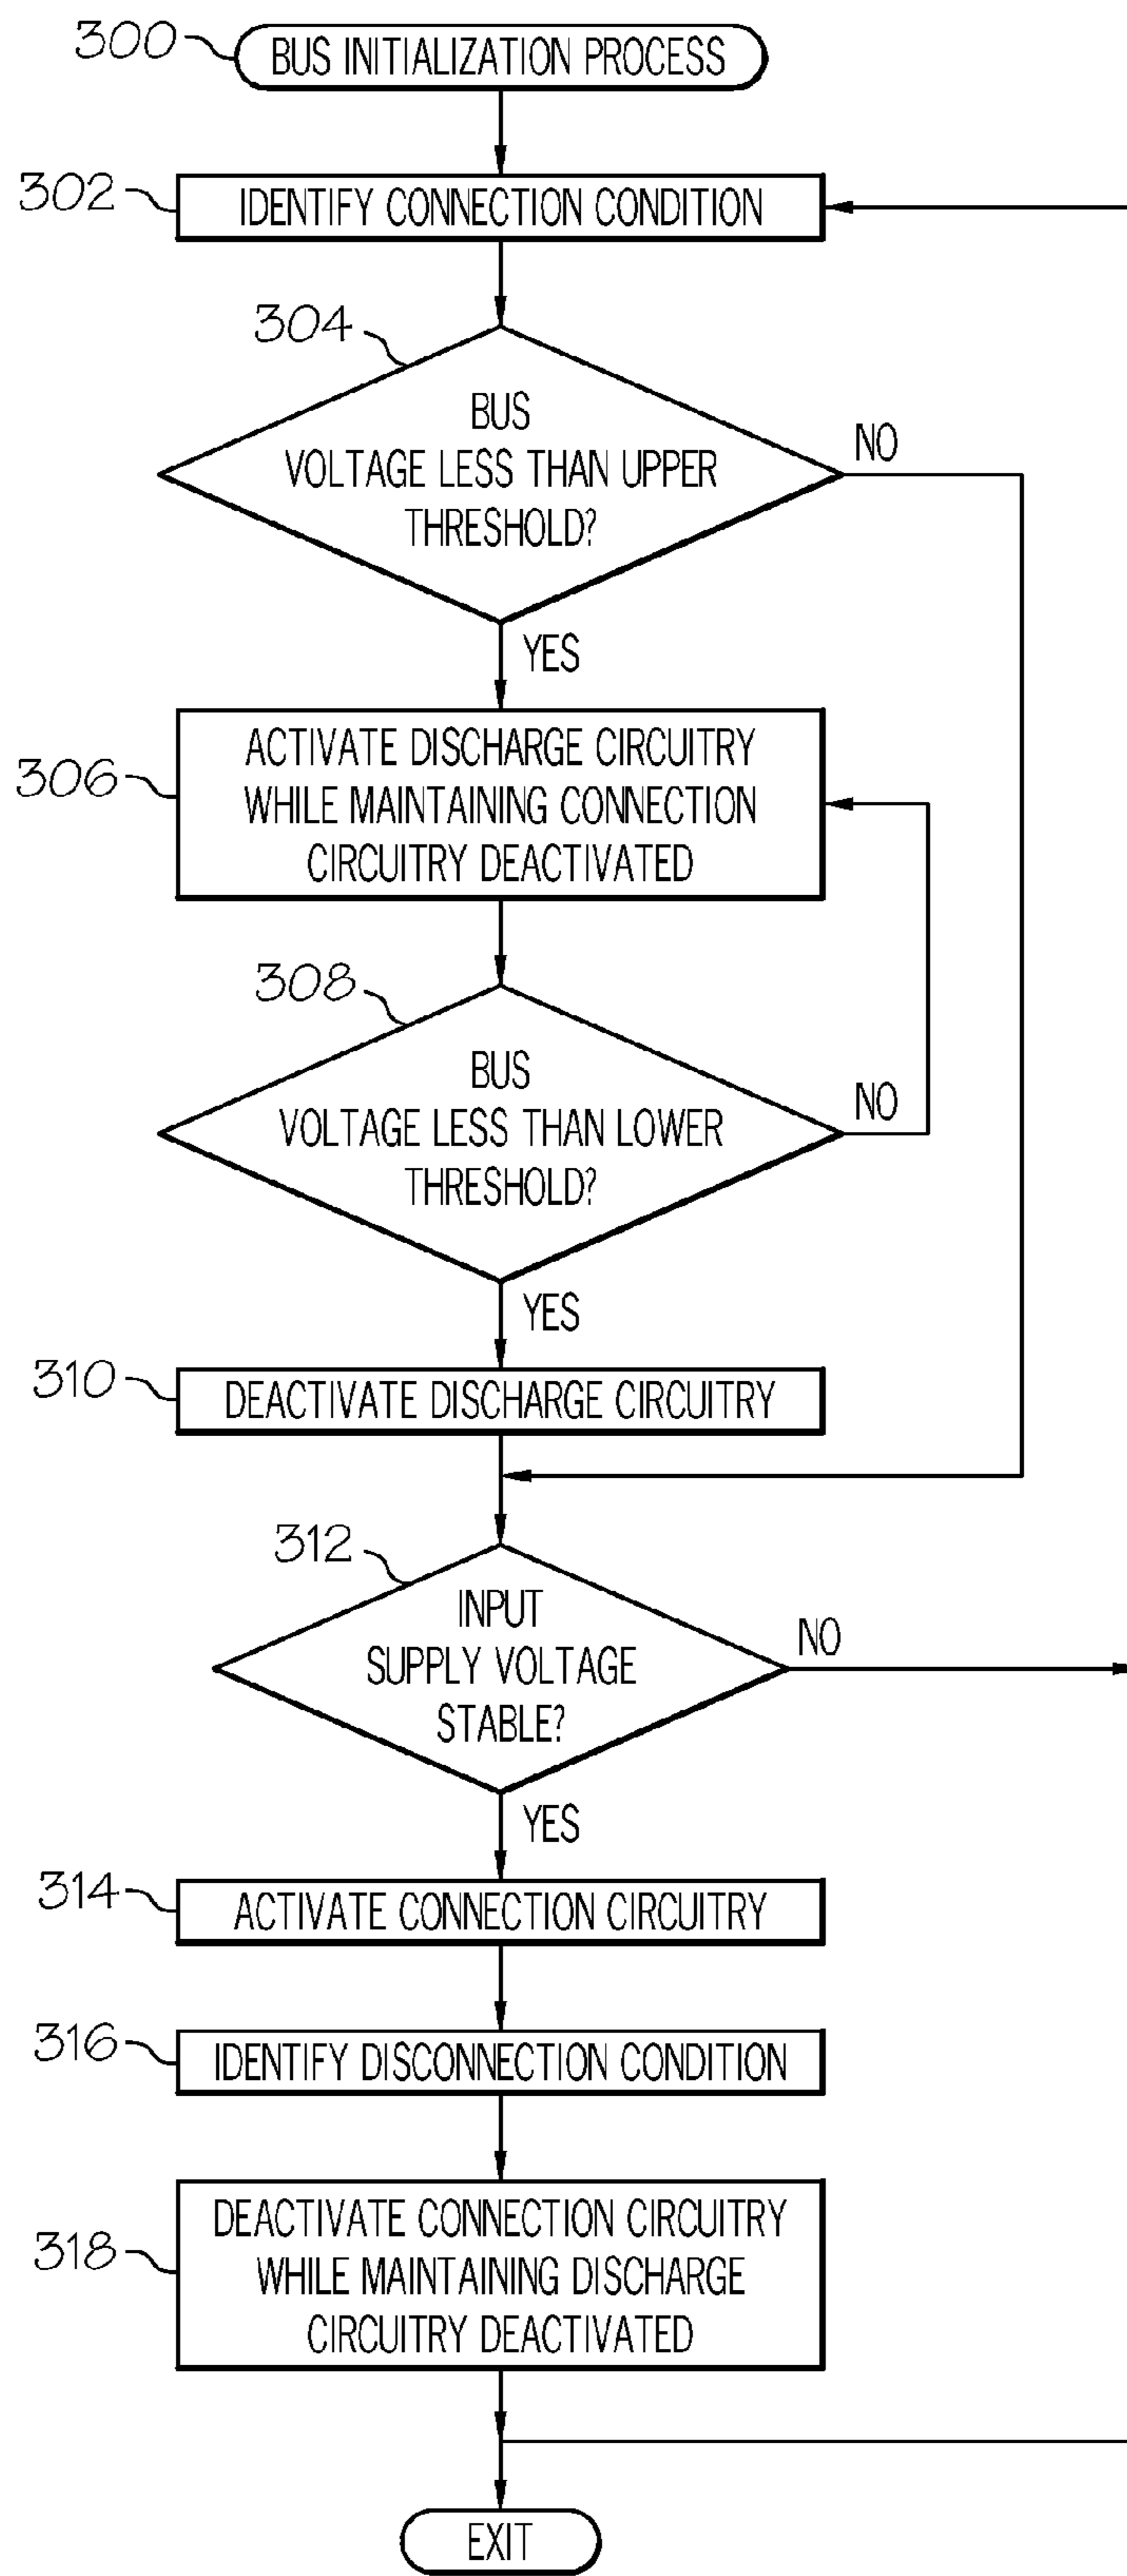 300
BUS INITIALIZATION PROCESS
302
IDENTIFY CONNECTION CONDITION
304
BUS
VOLTAGE LESS THAN UPPER
THRESHOLD?
NO
YES
306
ACTIVATE DISCHARGE CIRCUITRY
WHILE MAINTAINING CONNECTION
CIRCUITRY DEACTIVATED
308
BUS
VOLTAGE LESS THAN LOWER
THRESHOLD?
NO
YES
310
DEACTIVATE DISCHARGE CIRCUITRY
312
INPUT
SUPPLY VOLTAGE
STABLE?
NO
YES
314
ACTIVATE CONNECTION CIRCUITRY
316
IDENTIFY DISCONNECTION CONDITION
318
DEACTIVATE CONNECTION CIRCUITRY
WHILE MAINTAINING DISCHARGE
CIRCUITRY DEACTIVATED
EXIT